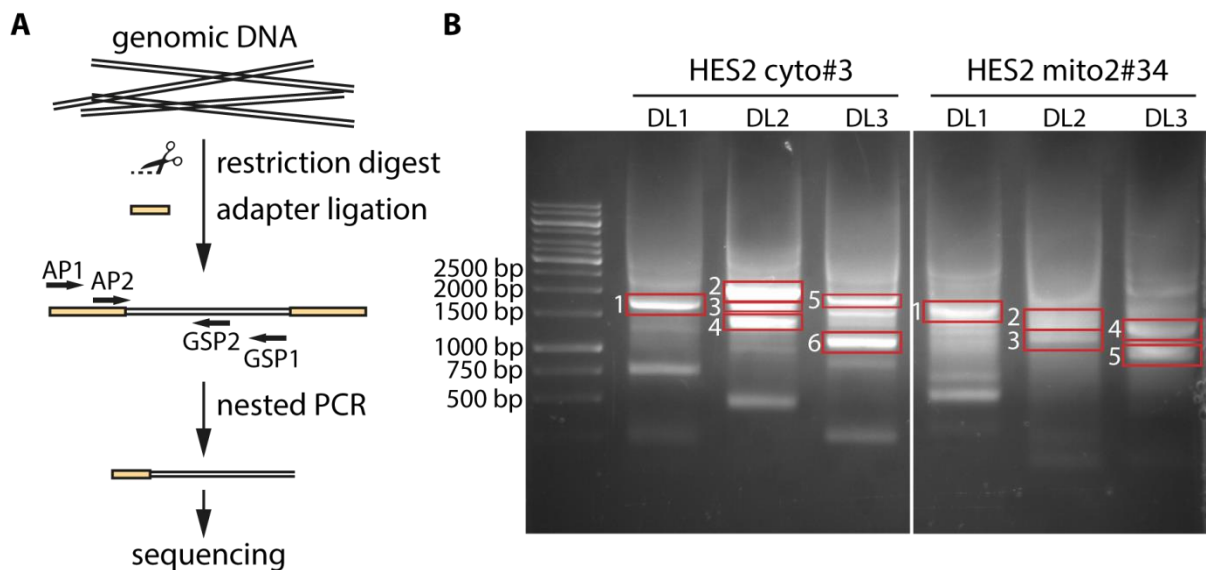 A
genomic DNA
restriction digest
adapter ligation
AP1
AP2
GSP2
GSP1
nested PCR
sequencing
B
HES2 cyto#3
HES2 mito2#34
DL1
DL2
DL3
DL1
DL2
DL3
2500 bp
2000 bp
1500 bp
1000 bp
750 bp
500 bp
1
2
3
4
5
6
1
2
3
4
5